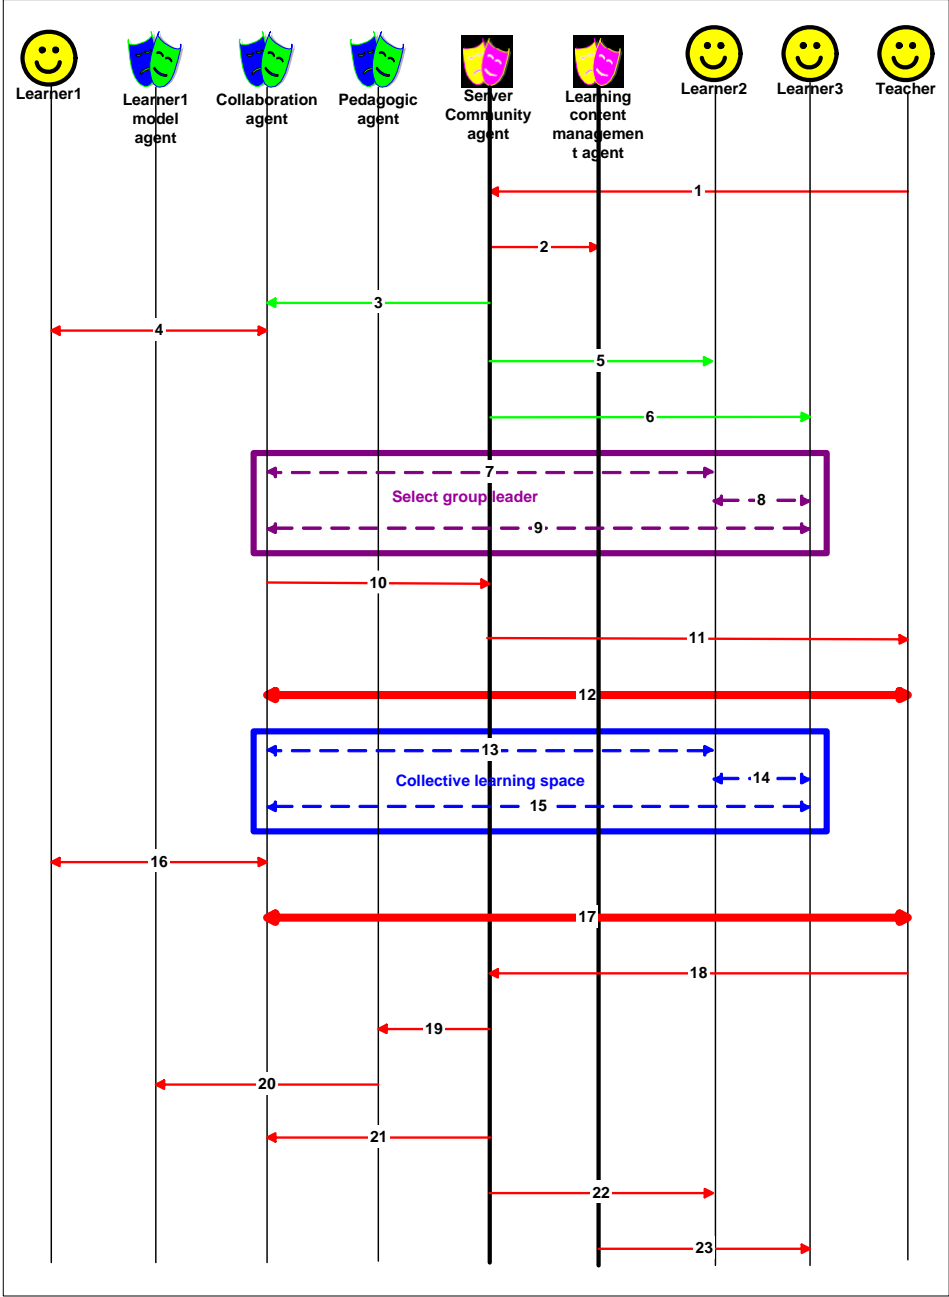 Learner1
Learner1
model
agent
Collaboration
agent
Pedagogic
agent
Server
Community
agent
Learning
content
managemen
t agent
Learner2
Learner3
Teacher
1
2
3
4
5
6
7
Select group leader
8
9
10
11
12
13
Collective learning space
14
15
16
17
18
19
20
21
22
23